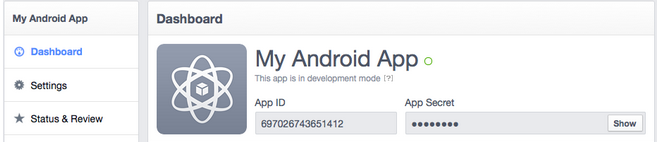 My Android App
Dashboard
Settings
Status & Review
Dashboard
My Android App
This app is in development mode [?]
App ID
697026743651412
App Secret
●●●●●●●●
Show